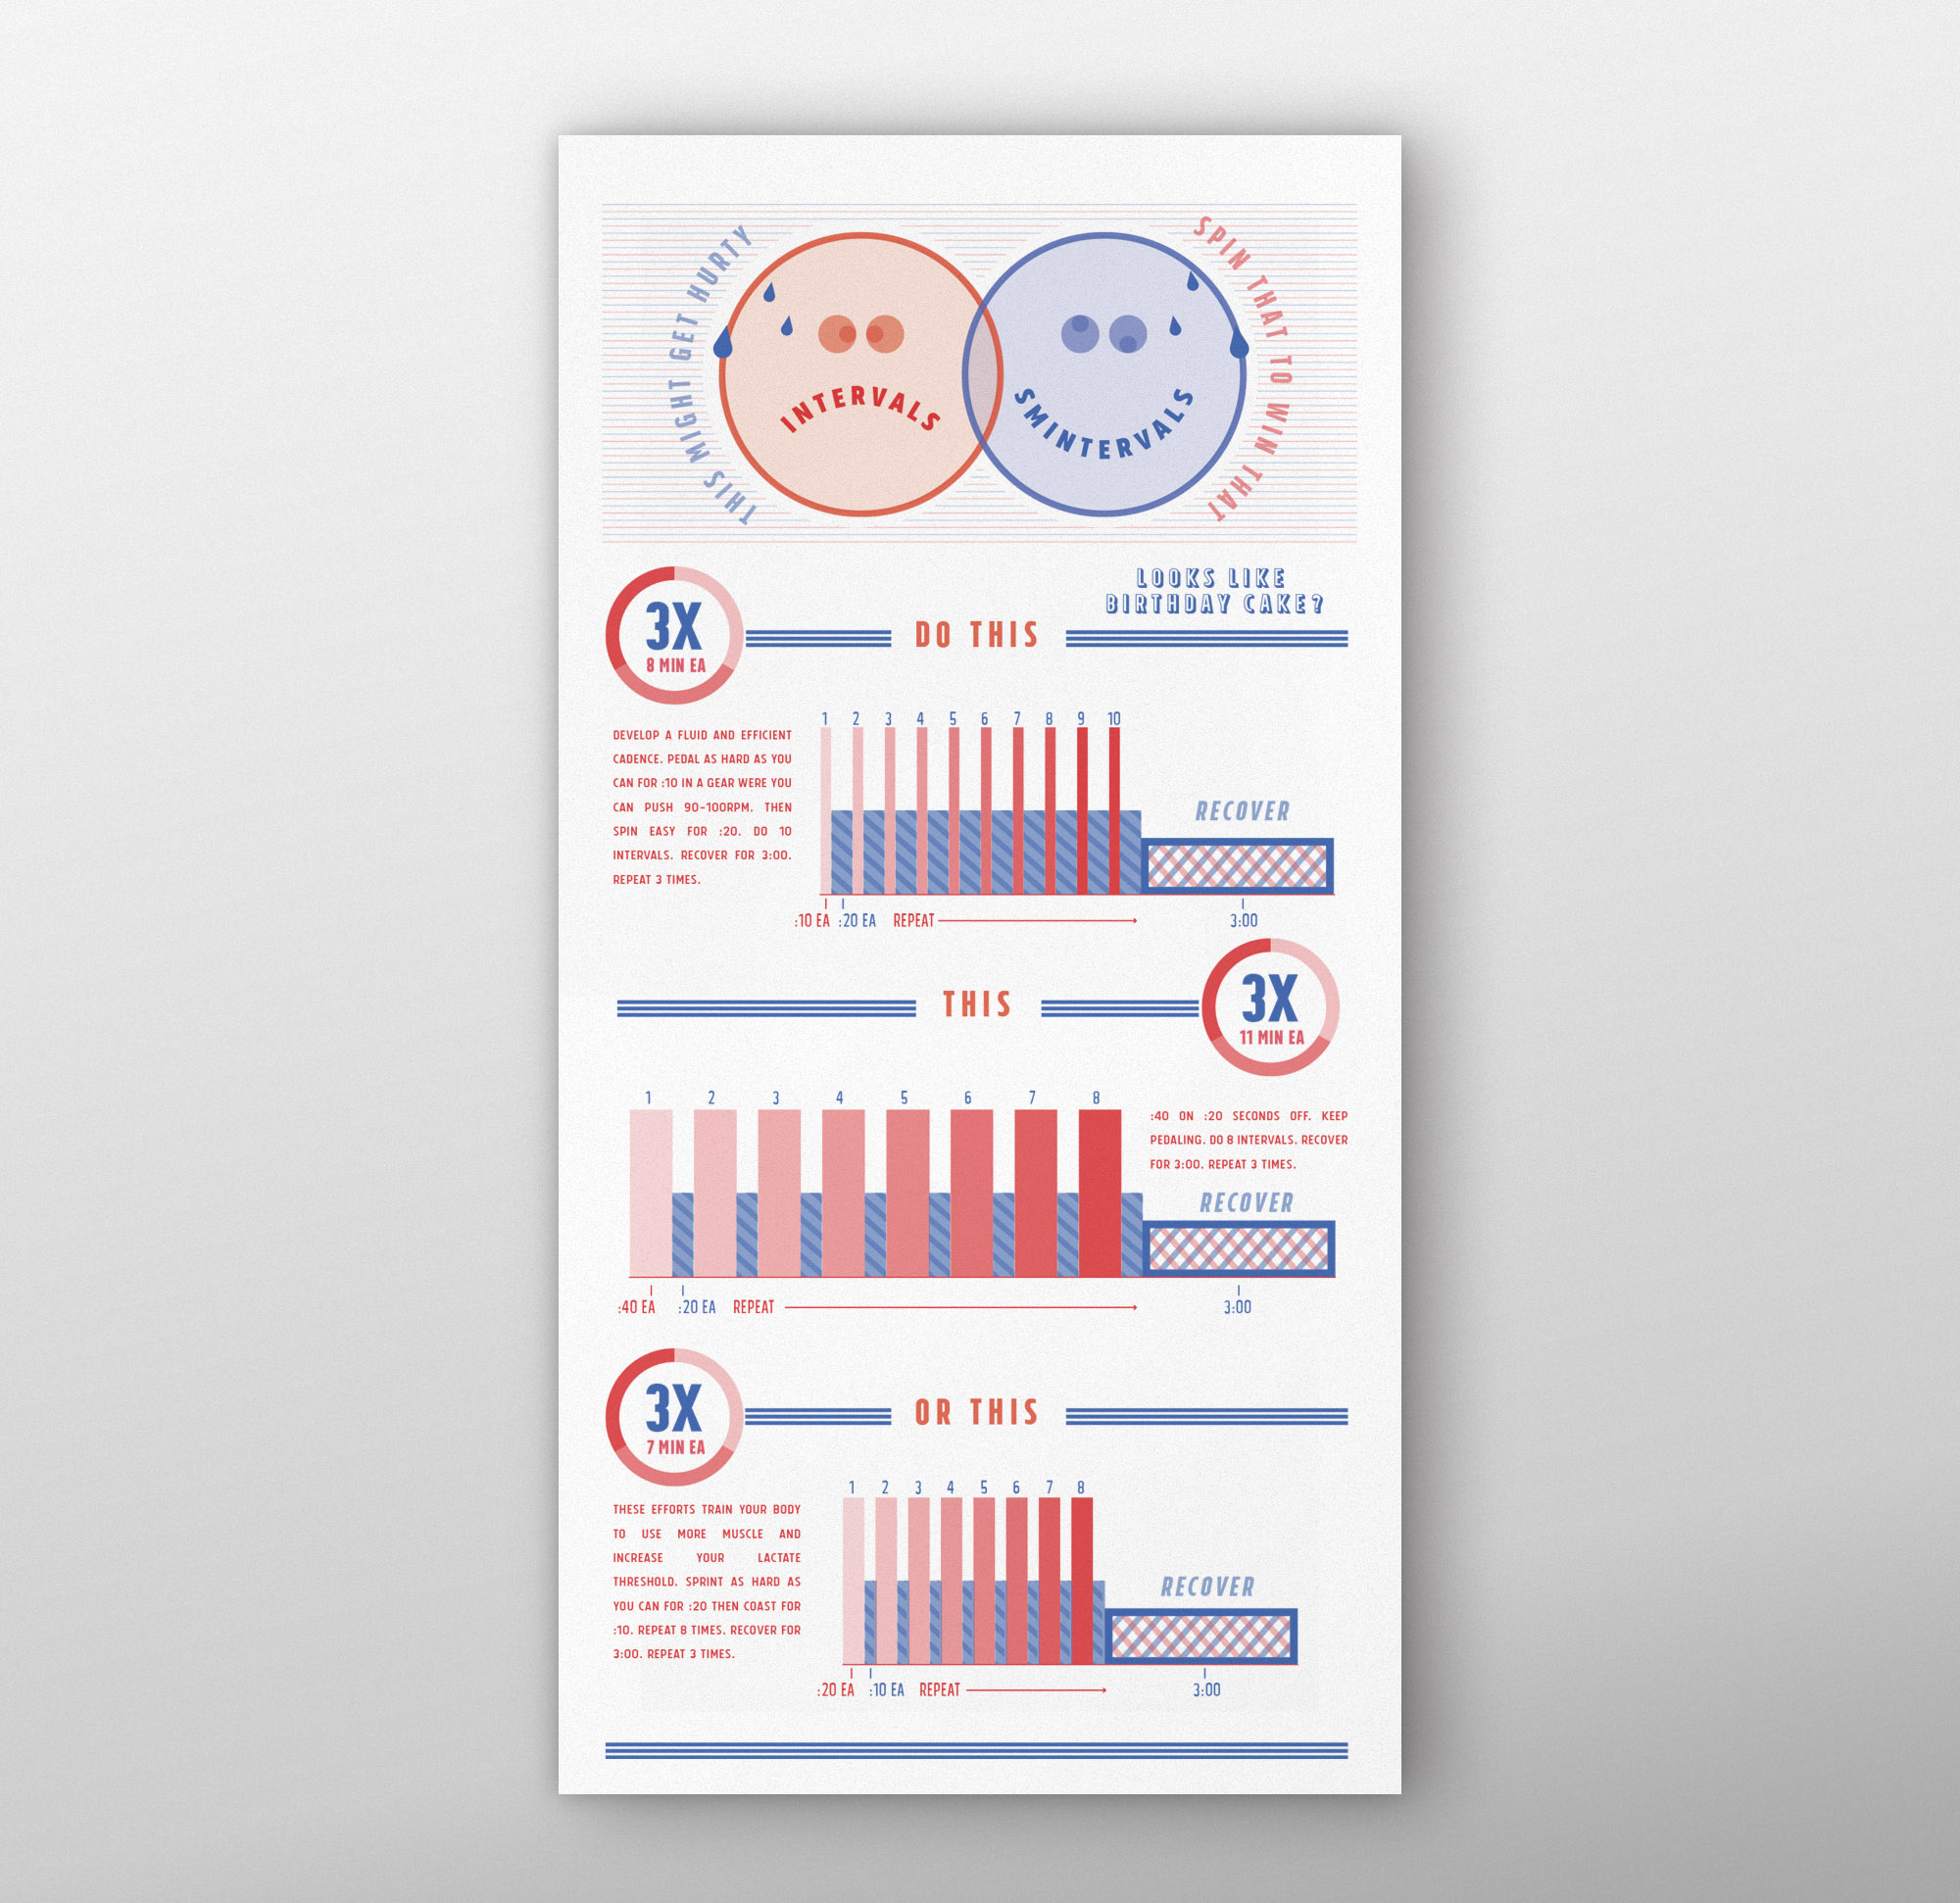 THIS MIGHT GET HURTY
INTERVALS
SMINTERVALS
SPIN THAT TO WIN THAT
3X
8 MIN EA
DO THIS
LOOKS LIKE
BIRTHDAY CAKE?
DEVELOP A FLUID AND EFFICIENT
CADENCE. PEDAL AS HARD AS YOU
CAN FOR :10 IN A GEAR WERE YOU
CAN PUSH 90-100RPM. THEN
SPIN EASY FOR :20. DO 10
INTERVALS. RECOVER FOR 3:00.
REPEAT 3 TIMES.
1 2 3 4 5 6 7 8 9 10
RECOVER
:10 EA :20 EA REPEAT 3:00
THIS
3X
11 MIN EA
1 2 3 4 5 6 7 8
:40 ON :20 SECONDS OFF. KEEP
PEDALING. DO 8 INTERVALS. RECOVER
FOR 3:00. REPEAT 3 TIMES.
RECOVER
:40 EA :20 EA REPEAT 3:00
3X
7 MIN EA
OR THIS
THESE EFFORTS TRAIN YOUR BODY
TO USE MORE MUSCLE AND
INCREASE YOUR LACTATE
THRESHOLD. SPRINT AS HARD AS
YOU CAN FOR :20 THEN COAST FOR
:10. REPEAT 8 TIMES. RECOVER FOR
3:00. REPEAT 3 TIMES.
1 2 3 4 5 6 7 8
RECOVER
:20 EA :10 EA REPEAT 3:00